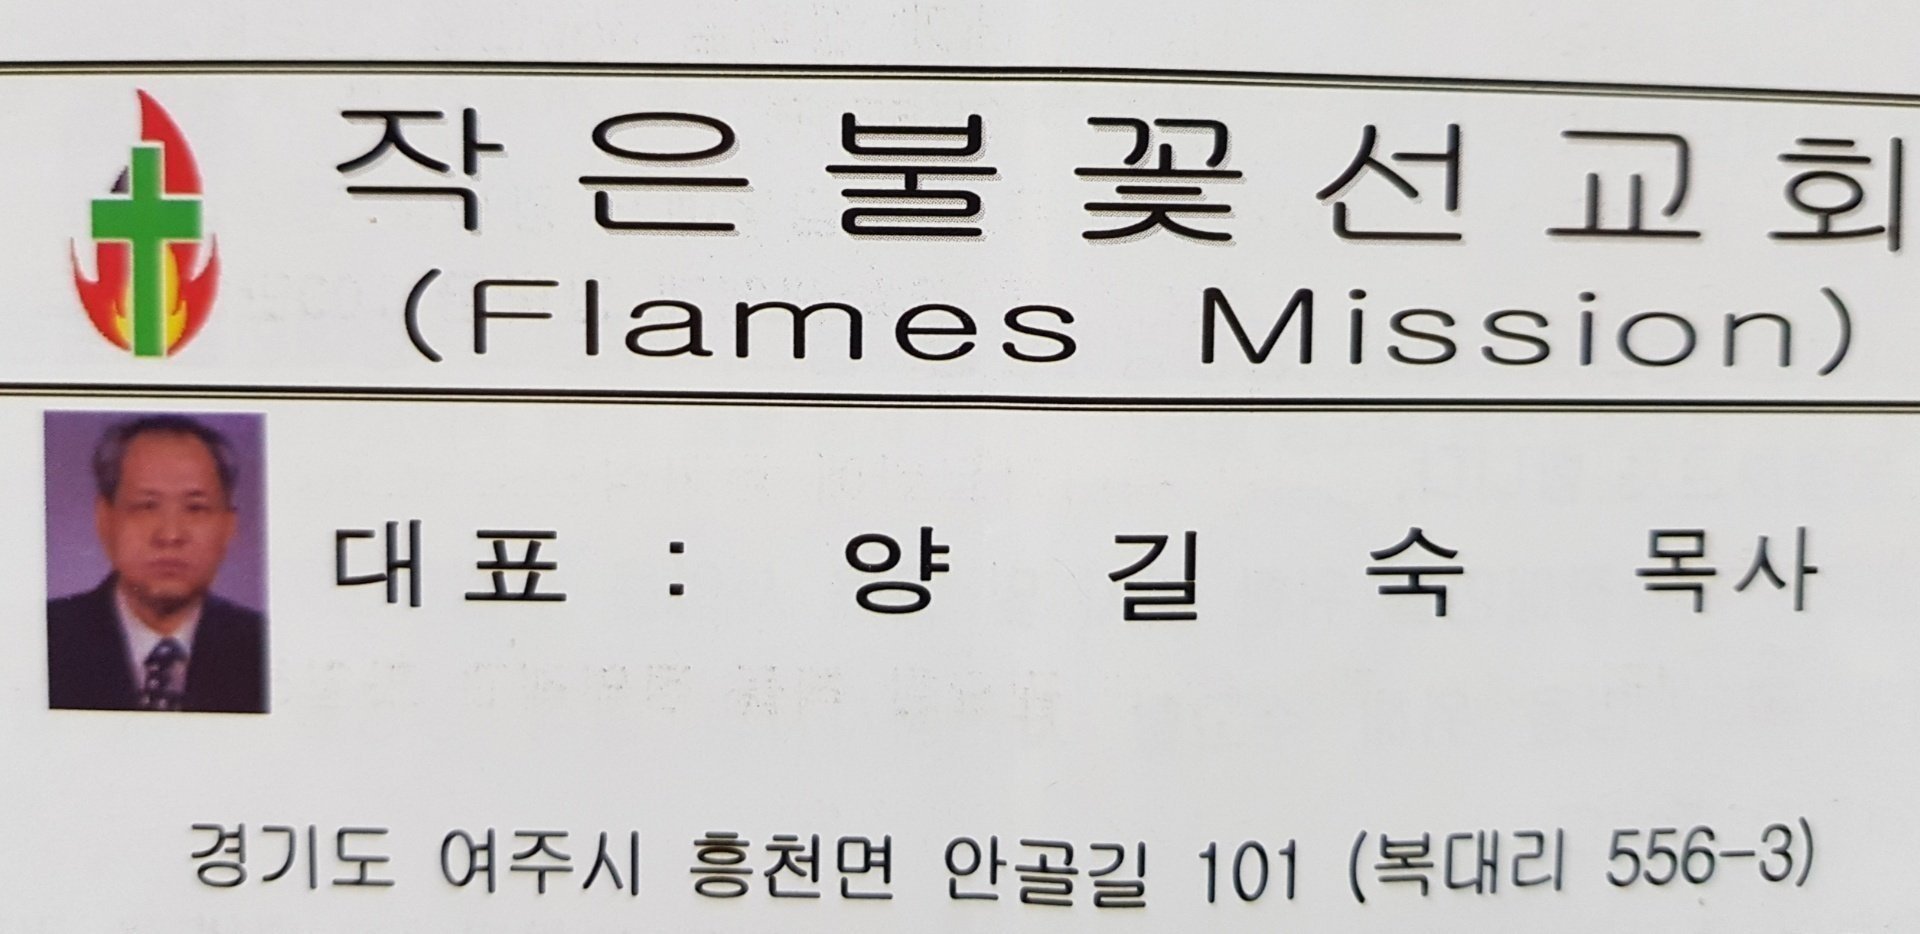 작은불꽃선교회
(Flames Mission)
대표 : 양 길 숙 목사
경기도 여주시 흥천면 안골길 101 (복대리 556-3)